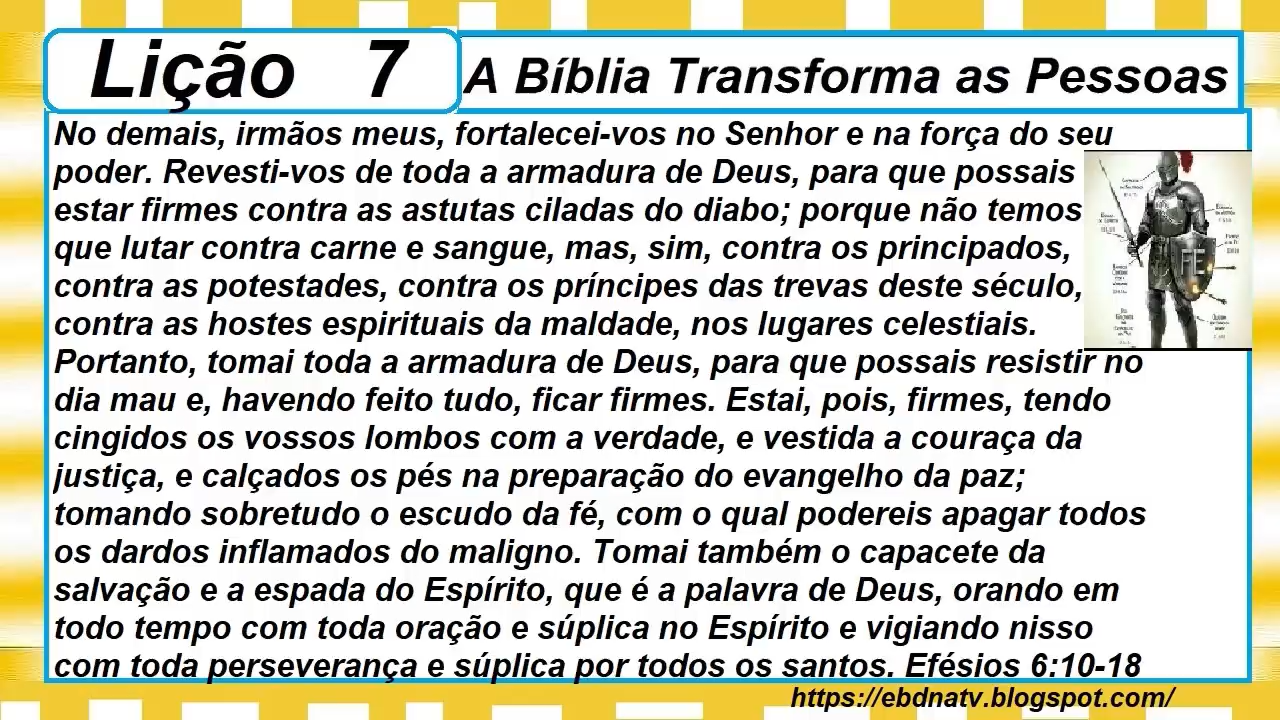 Lição 7
A Bíblia Transforma as Pessoas
No demais, irmãos meus, fortalecei-vos no Senhor e na força do seu
poder. Revesti-vos de toda a armadura de Deus, para que possais
estar firmes contra as astutas ciladas do diabo; porque não temos
que lutar contra carne e sangue, mas, sim, contra os principados,
contra as potestades, contra os príncipes das trevas deste século,
contra as hostes espirituais da maldade, nos lugares celestiais.
Portanto, tomai toda a armadura de Deus, para que possais resistir no
dia mau e, havendo feito tudo, ficar firmes. Estai, pois, firmes, tendo
cingidos os vossos lombos com a verdade, e vestida a couraça da
justiça, e calçados os pés na preparação do evangelho da paz;
tomando sobretudo o escudo da fé, com o qual podereis apagar todos
os dardos inflamados do maligno. Tomai também o capacete da
salvação e a espada do Espírito, que é a palavra de Deus, orando em
todo tempo com toda oração e súplica no Espírito e vigiando nisso
com toda perseverança e súplica por todos os santos. Efésios 6:10-18
FÉ
https://ebdnatv.blogspot.com/